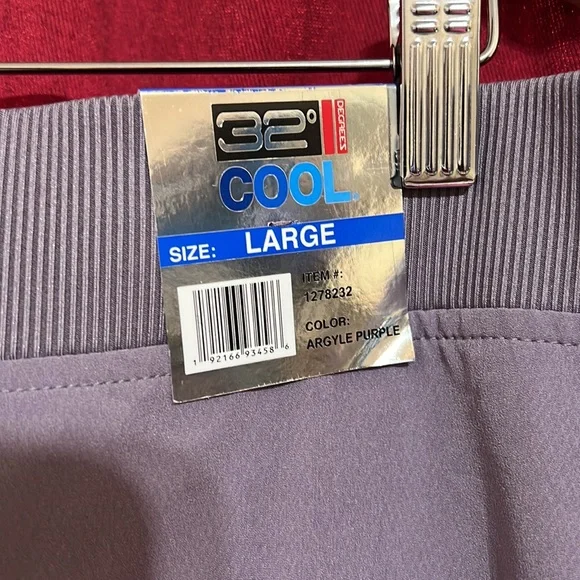 32° DEGREES
COOL
SIZE: LARGE
ITEM #:
1278232
COLOR:
ARGYLE PURPLE
1 92166 93458 6